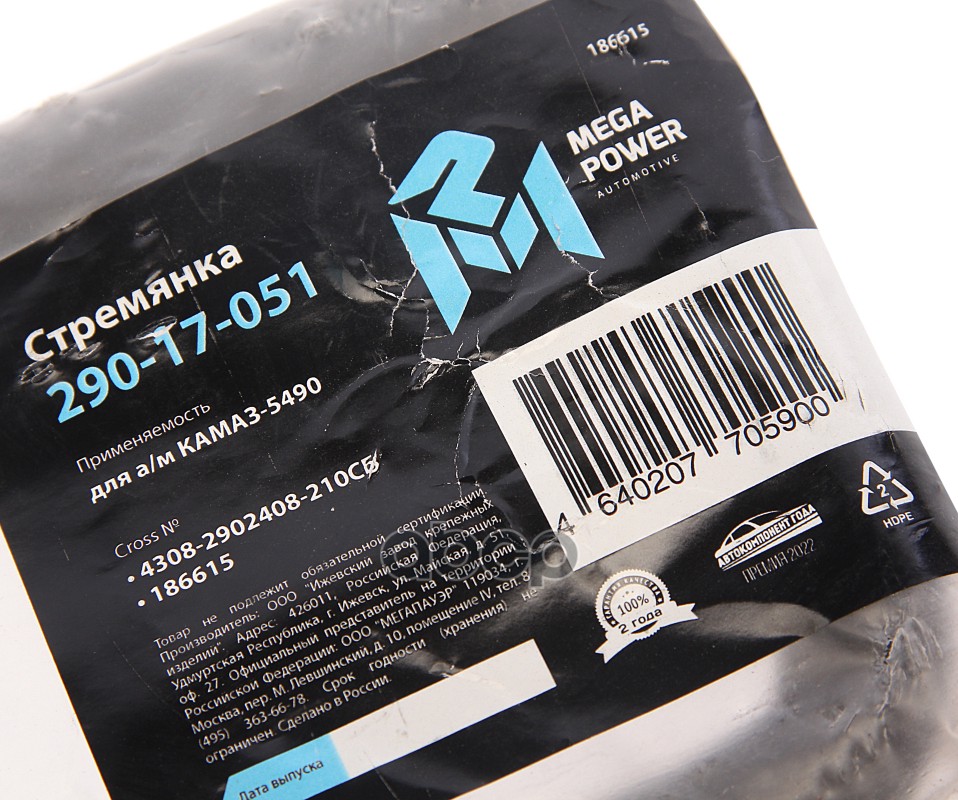 186615
MEGA
POWER
AUTOMOTIVE
Стремянка
290-17-051
Применяемость
для а/м КАМАЗ-5490
Cross №
• 4308-2902408-210СБ
• 186615
4 640207 705900
Товар не подлежит обязательной сертификации.
Производитель: ООО "Ижевский завод крепежных
изделий". Адрес: 426011, Российская Федерация,
Удмуртская Республика, г. Ижевск, ул. Майская, д. 51,
оф. 27. Официальный представитель на территории
Российской Федерации: ООО "МЕГАПАУЭР" 119034, г.
Москва, пер. М. Левшинский, д. 10, помещение IV, тел. 8
(495) 363-66-78. Срок годности (хранения) не
ограничен. Сделано в России.
Дата выпуска
АВТОКОМПОНЕНТ ГОДА
ПРЕМИЯ 2022
2
HDPE
ГАРАНТИЯ КАЧЕСТВА
100%
2 года